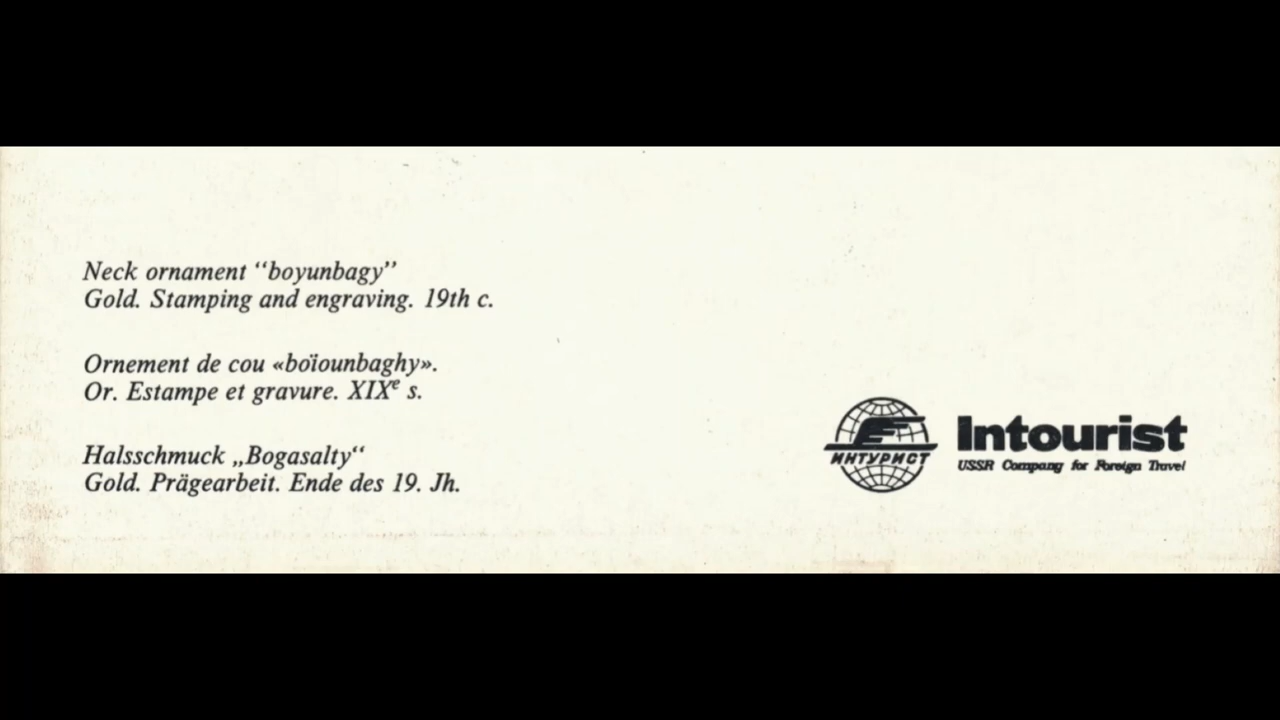 Neck ornament “boyunbagy”
Gold. Stamping and engraving. 19th c.
Ornement de cou «boïounbaghy».
Or. Estampe et gravure. XIXᵉ s.
Halsschmuck „Bogasalty“
Gold. Prägearbeit. Ende des 19. Jh.
ИНТУРИСТ
Intourist
USSR Company for Foreign Travel